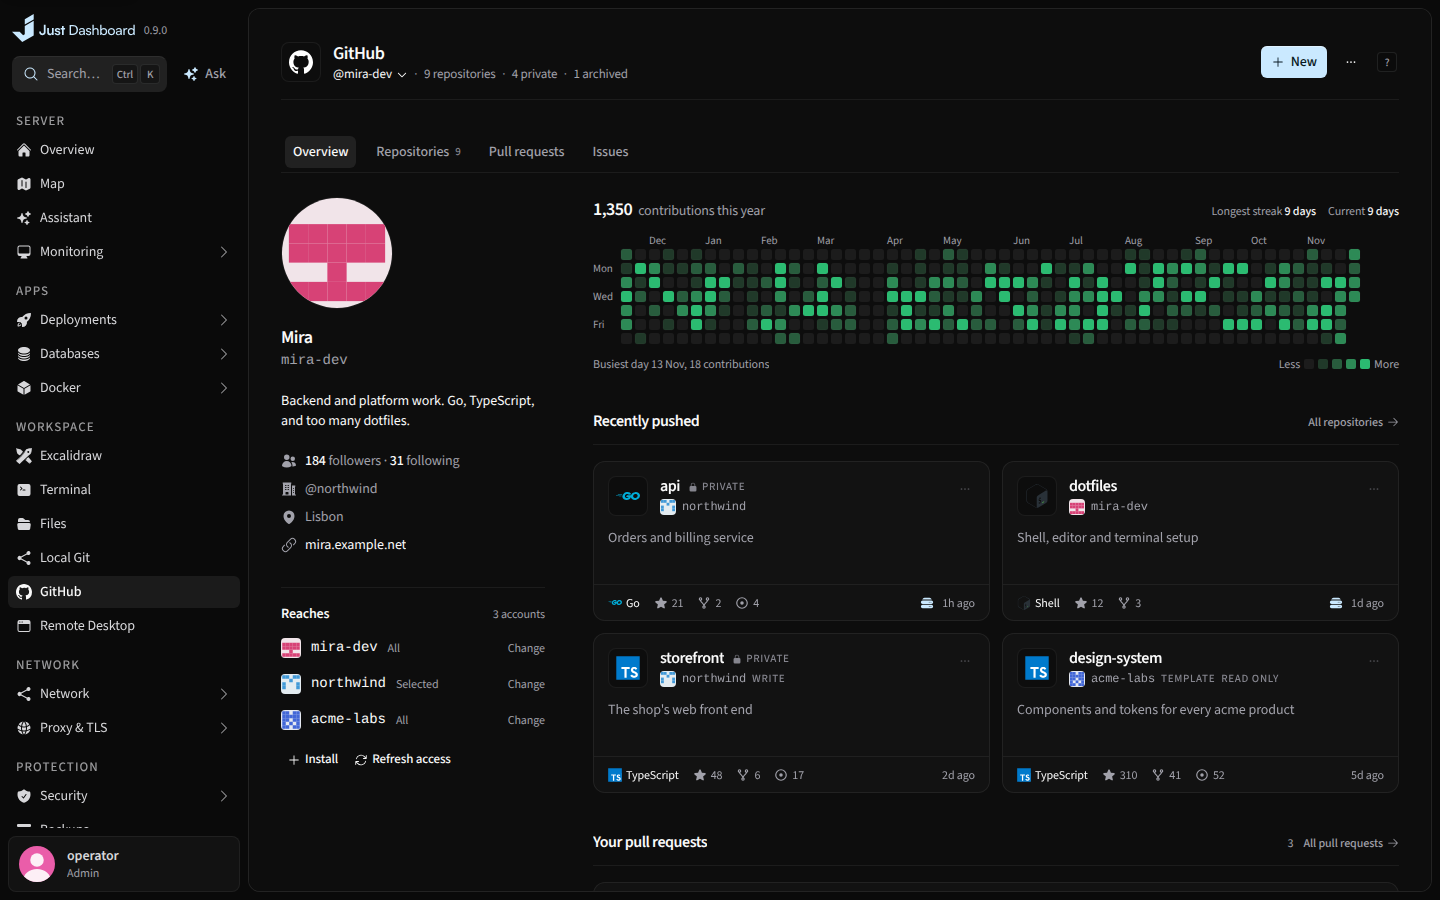 Just Dashboard 0.9.0
Search... Ctrl K
Ask
SERVER
Overview
Map
Assistant
Monitoring
APPS
Deployments
Databases
Docker
WORKSPACE
Excalidraw
Terminal
Files
Local Git
GitHub
Remote Desktop
NETWORK
Network
Proxy & TLS
PROTECTION
Security
operator
Admin
GitHub
@mira-dev · 9 repositories · 4 private · 1 archived
New
... ?
Overview
Repositories 9
Pull requests
Issues
Mira
mira-dev
Backend and platform work. Go, TypeScript,
and too many dotfiles.
184 followers · 31 following
@northwind
Lisbon
mira.example.net
Reaches 3 accounts
mira-dev All Change
northwind Selected Change
acme-labs All Change
Install Refresh access
1,350 contributions this year
Longest streak 9 days Current 9 days
Dec Jan Feb Mar Apr May Jun Jul Aug Sep Oct Nov
Mon
Wed
Fri
Busiest day 13 Nov, 18 contributions
Less More
Recently pushed
All repositories
GO
api PRIVATE
...
northwind
Orders and billing service
GO Go 21 2 4 1h ago
dotfiles
...
mira-dev
Shell, editor and terminal setup
Shell 12 3 1d ago
TS
storefront PRIVATE
...
northwind WRITE
The shop's web front end
TS TypeScript 48 6 17 2d ago
TS
design-system
...
acme-labs TEMPLATE READ ONLY
Components and tokens for every acme product
TS TypeScript 310 41 52 5d ago
Your pull requests
3 All pull requests